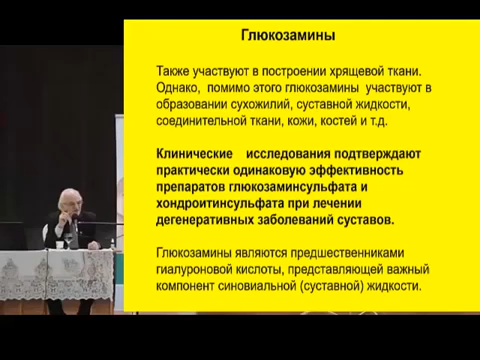 Глюкозамины
Также участвуют в построении хрящевой ткани.
Однако, помимо этого глюкозамины участвуют в
образовании сухожилий, суставной жидкости,
соединительной ткани, кожи, костей и т.д.
Клинические исследования подтверждают
практически одинаковую эффективность
препаратов глюкозаминсульфата и
хондроитинсульфата при лечении
дегенеративных заболеваний суставов.
Глюкозамины являются предшественниками
гиалуроновой кислоты, представляющей важный
компонент синовиальной (суставной) жидкости.